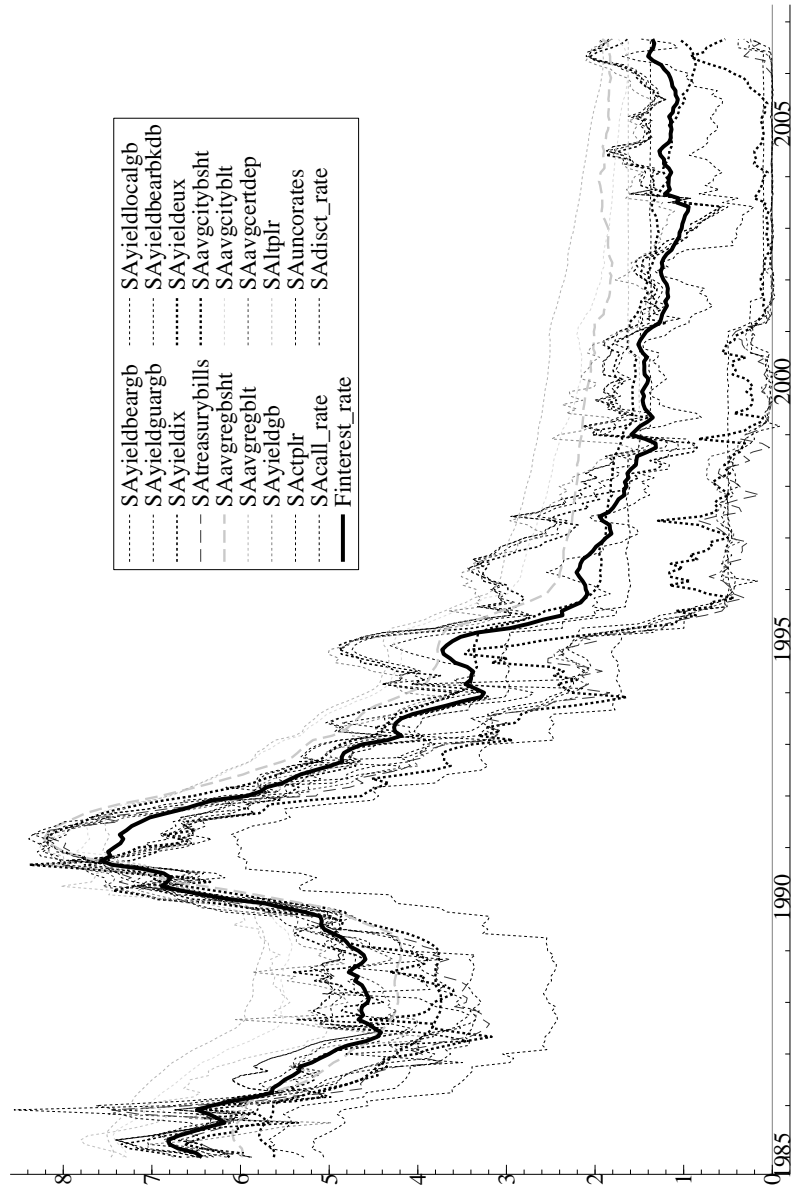 SAyieldbeargb SAyieldlocalgb
SAyieldguargb SAyieldbearbkdb
SAyieldix SAyieldeux
SAtreasurybills SAavgcitybsht
SAavgregbsht SAavgcityblt
SAavgregblt SAavgcertdep
SAyieldgb SAltplr
SActplr SAuncorates
SAcall_rate SAdisct_rate
Finterest_rate
8
7
6
5
4
3
2
1
0
1985 1990 1995 2000 2005